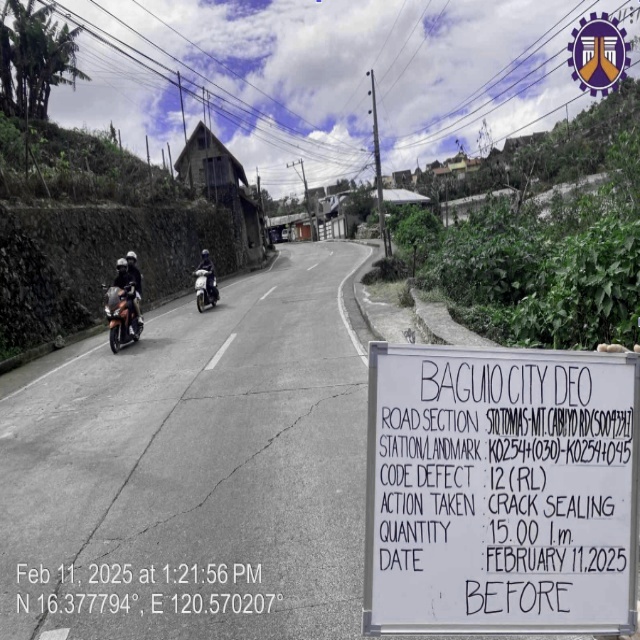 BAGUIO CITY DEO
ROAD SECTION STO.TOMAS-MT.CABUYO RD
STATION/LANDMARK : K0254+(030)-K0254+045
CODE DEFECT : 12 (RL)
ACTION TAKEN : CRACK SEALING
QUANTITY : 15.00 l.m.
DATE : FEBRUARY 11, 2025
BEFORE
Feb 11, 2025 at 1:21:56 PM
N 16.377794°, E 120.570207°